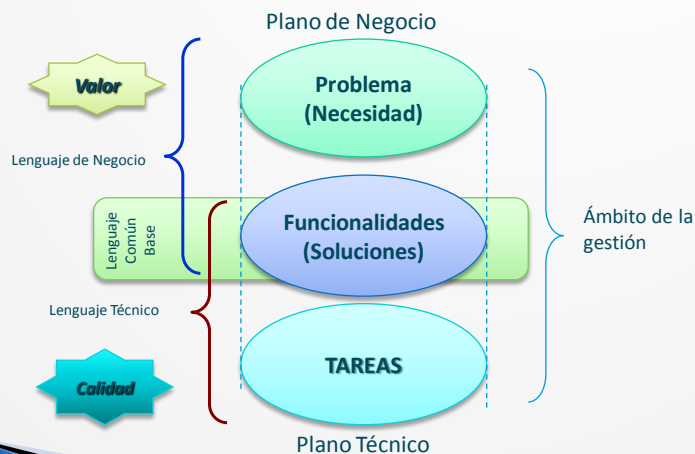 Plano de Negocio
Valor
Problema
(Necesidad)
Lenguaje de Negocio
Lenguaje
Común
Base
Funcionalidades
(Soluciones)
Ámbito de la
gestión
Lenguaje Técnico
TAREAS
Calidad
Plano Técnico